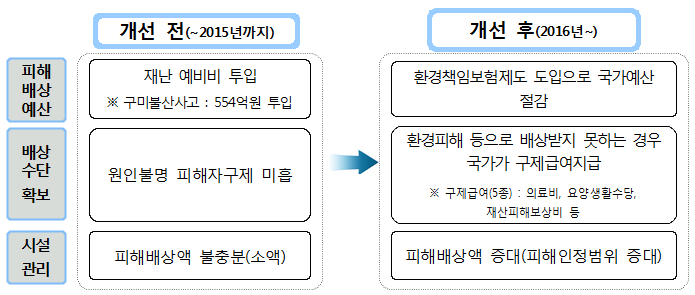 개선 전(~2015년까지)
개선 후(2016년~)
피해
배상
예산
재난 예비비 투입
※ 구미불산사고 : 554억원 투입
환경책임보험제도 도입으로 국가예산
절감
배상
수단
확보
원인불명 피해자구제 미흡
환경피해 등으로 배상받지 못하는 경우
국가가 구제급여지급
※ 구제급여(5종) : 의료비, 요양생활수당,
재산피해보상비 등
시설
관리
피해배상액 불충분(소액)
피해배상액 증대(피해인정범위 증대)